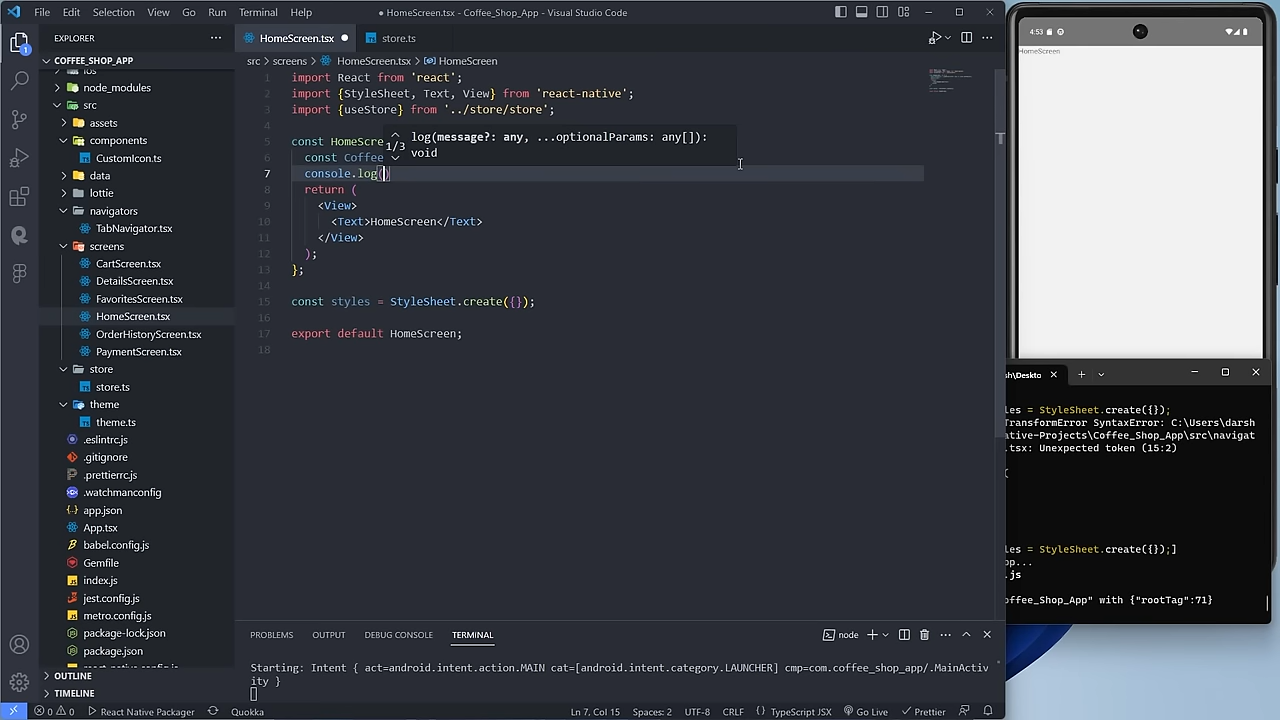 File Edit Selection View Go Run Terminal Help
● HomeScreen.tsx - Coffee_Shop_App - Visual Studio Code
EXPLORER
COFFEE_SHOP_APP
ios
node_modules
src
assets
components
CustomIcon.ts
data
lottie
navigators
TabNavigator.tsx
screens
CartScreen.tsx
DetailsScreen.tsx
FavoritesScreen.tsx
HomeScreen.tsx
OrderHistoryScreen.tsx
PaymentScreen.tsx
store
store.ts
theme
theme.ts
.eslintrc.js
.gitignore
.prettierrc.js
.watchmanconfig
app.json
App.tsx
babel.config.js
Gemfile
index.js
jest.config.js
metro.config.js
package-lock.json
package.json
react-native.config.js
OUTLINE
TIMELINE
HomeScreen.tsx ● store.ts
src > screens > HomeScreen.tsx > HomeScreen
1 import React from 'react';
2 import {StyleSheet, Text, View} from 'react-native';
3 import {useStore} from '../store/store';
4
5 const HomeScre
6 const Coffee
7 console.log()
8 return (
9 <View>
10 <Text>HomeScreen</Text>
11 </View>
12 );
13 };
14
15 const styles = StyleSheet.create({});
16
17 export default HomeScreen;
18
1/3
log(message?: any, ...optionalParams: any[]):
void
PROBLEMS OUTPUT DEBUG CONSOLE TERMINAL
node
Starting: Intent { act=android.intent.action.MAIN cat=[android.intent.category.LAUNCHER] cmp=com.coffee_shop_app/.MainActiv
ity }
0 0 React Native Packager Quokka
Ln 7, Col 15 Spaces: 2 UTF-8 CRLF {} TypeScript JSX Go Live Prettier
4:53
HomeScreen
sh\Deskto
les = StyleSheet.create({});
TransformError SyntaxError: C:\Users\darsh
ative-Projects\Coffee_Shop_App\src\navigat
.tsx: Unexpected token (15:2)
(
les = StyleSheet.create({});]
pp...
.js
offee_Shop_App" with {"rootTag":71}